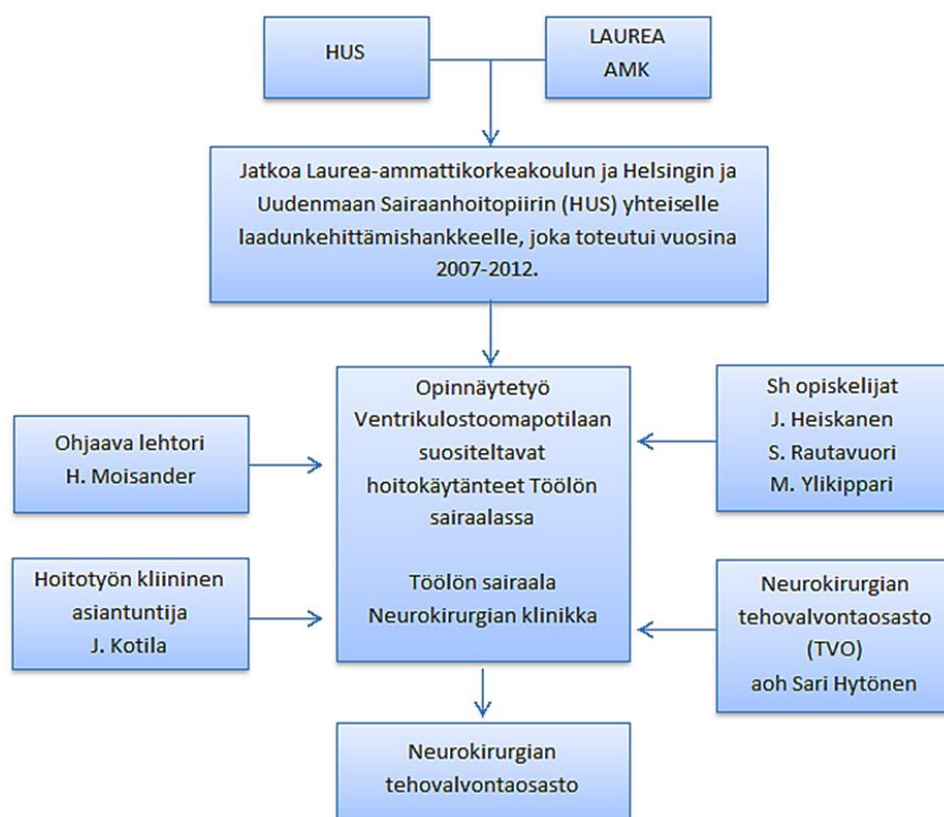 HUS
LAUREA
AMK
Jatkoa Laurea-ammattikorkeakoulun ja Helsingin ja
Uudenmaan Sairaanhoitopiirin (HUS) yhteiselle
laadunkehittämishankkeelle, joka toteutui vuosina
2007-2012.
Ohjaava lehtori
H. Moisander
Hoitotyön kliininen
asiantuntija
J. Kotila
Opinnäytetyö
Ventrikulostoomapotilaan
suositeltavat
hoitokäytänteet Töölön
sairaalassa
Töölön sairaala
Neurokirurgian klinikka
Sh opiskelijat
J. Heiskanen
S. Rautavuori
M. Ylikippari
Neurokirurgian
tehovalvontaosasto
(TVO)
aoh Sari Hytönen
Neurokirurgian
tehovalvontaosasto